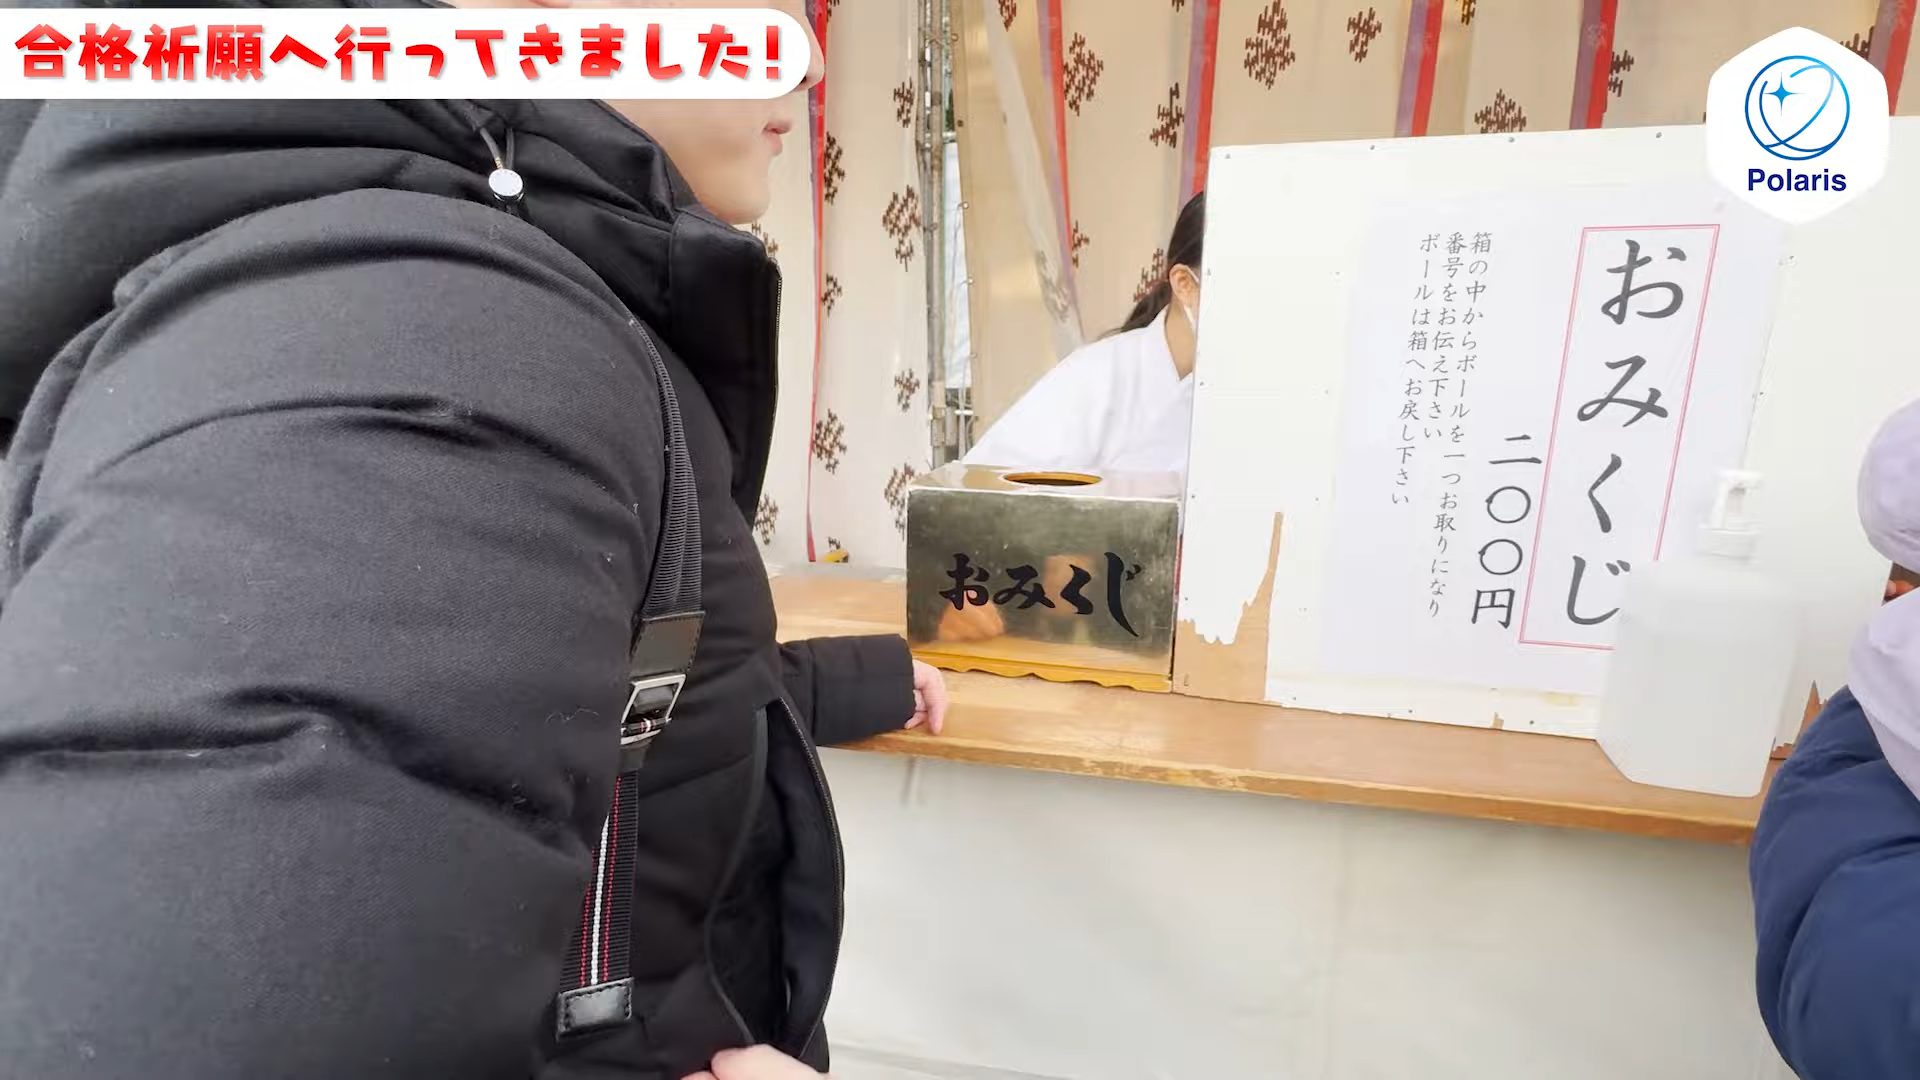 合格祈願へ行ってきました!
Polaris
おみくじ
二〇〇円
箱の中からボールを一つお取りになり
番号をお伝え下さい
ボールは箱へお戻し下さい
おみくじ